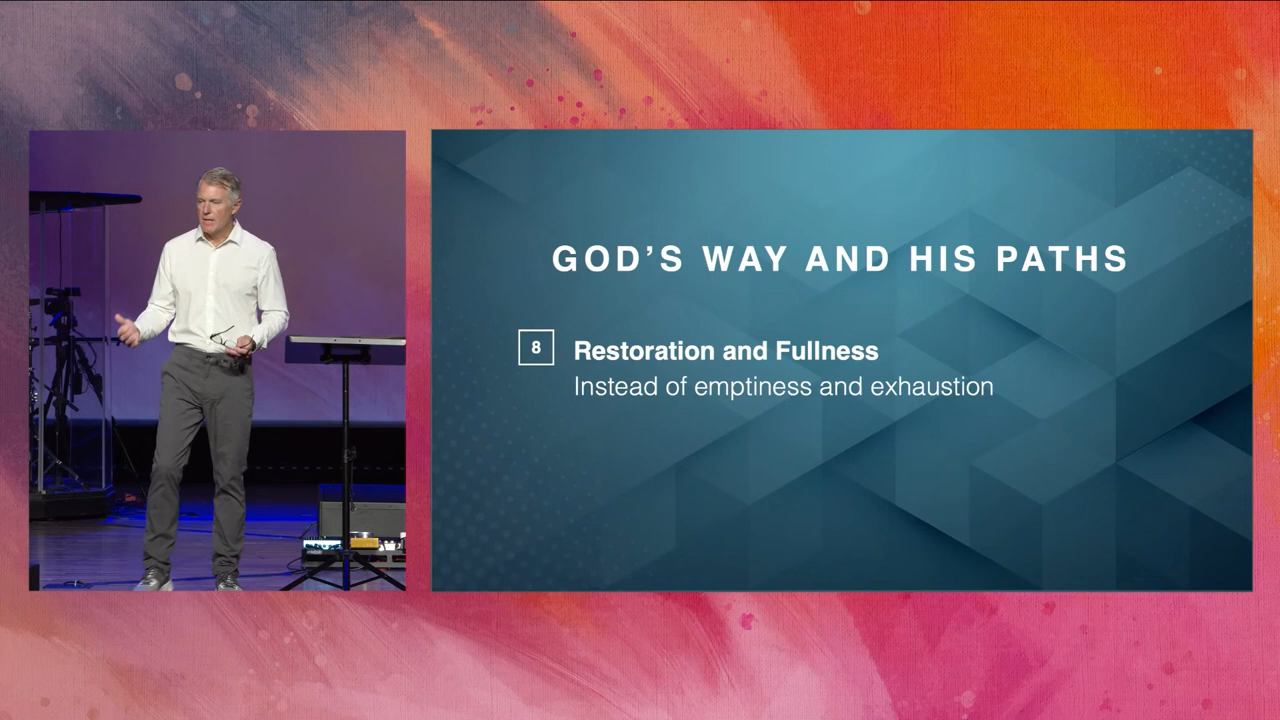 GOD’S WAY AND HIS PATHS
8
Restoration and Fullness
Instead of emptiness and exhaustion